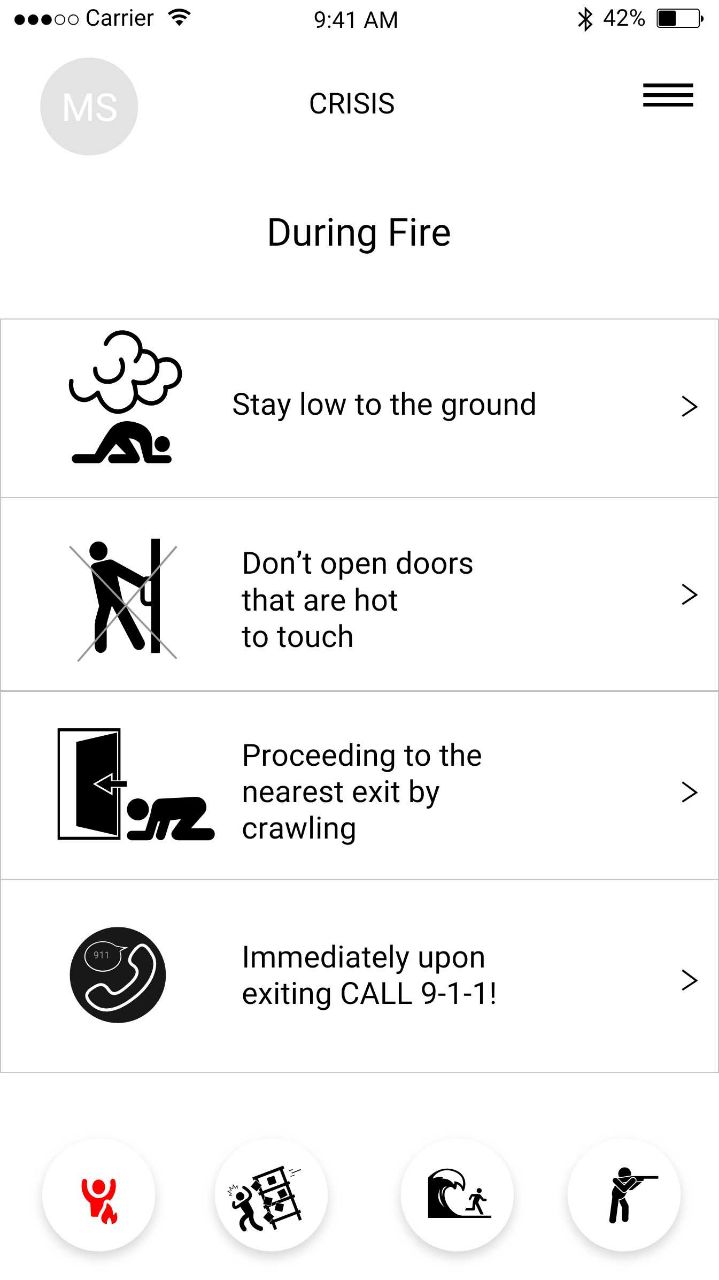 Carrier 9:41 AM 42%
MS CRISIS
During Fire
Stay low to the ground
Don’t open doors
that are hot
to touch
Proceeding to the
nearest exit by
crawling
911
Immediately upon
exiting CALL 9-1-1!